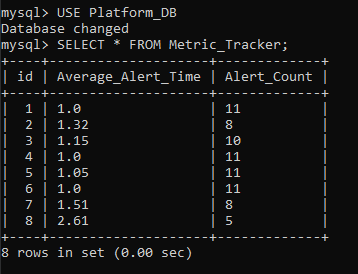 mysql> USE Platform_DB
Database changed
mysql> SELECT * FROM Metric_Tracker;
+----+--------------------+-------------+
| id | Average_Alert_Time | Alert_Count |
+----+--------------------+-------------+
| 1 | 1.0 | 11 |
| 2 | 1.32 | 8 |
| 3 | 1.15 | 10 |
| 4 | 1.0 | 11 |
| 5 | 1.05 | 11 |
| 6 | 1.0 | 11 |
| 7 | 1.51 | 8 |
| 8 | 2.61 | 5 |
+----+--------------------+-------------+
8 rows in set (0.00 sec)